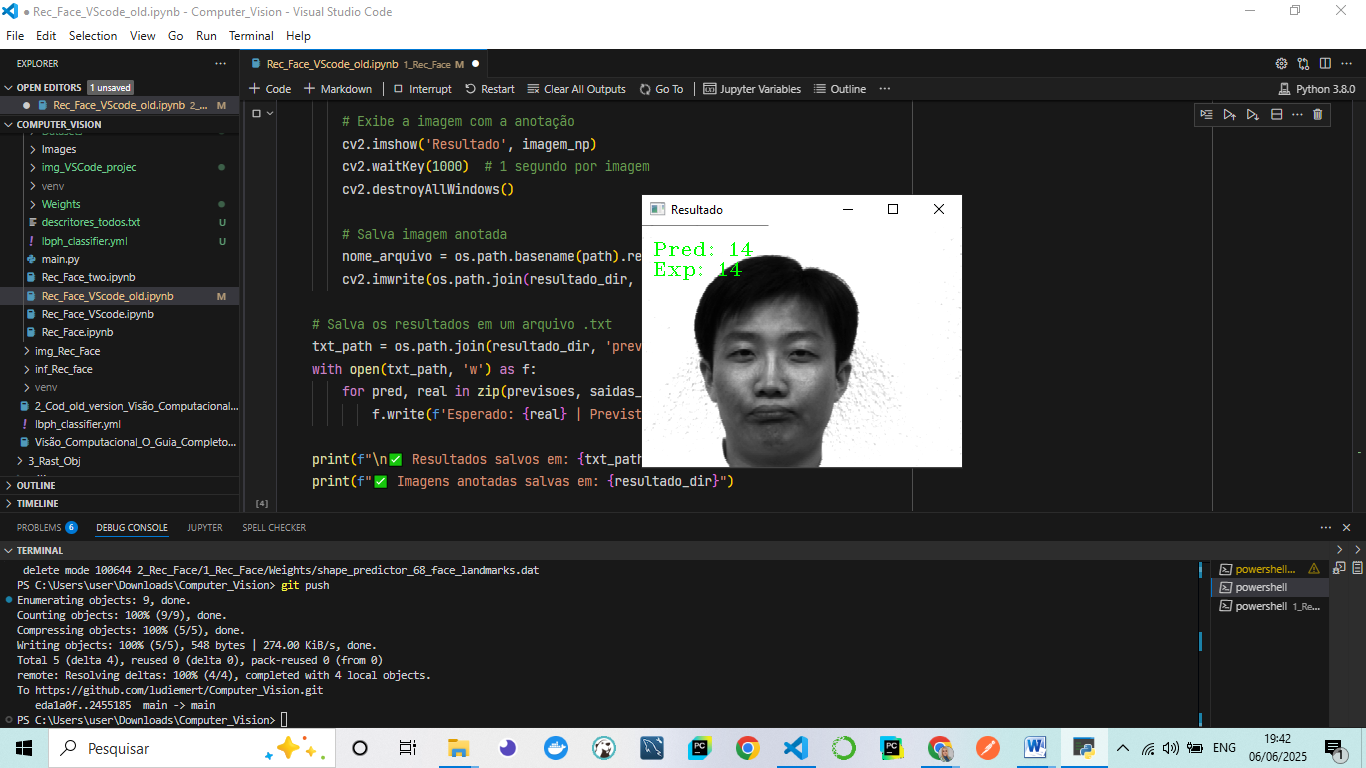 ● Rec_Face_VScode_old.ipynb - Computer_Vision - Visual Studio Code
File Edit Selection View Go Run Terminal Help
EXPLORER ···
Rec_Face_VScode_old.ipynb 1_Rec_Face M ●
OPEN EDITORS 1 unsaved
● Rec_Face_VScode_old.ipynb 2_... M
+ Code + Markdown Interrupt Restart Clear All Outputs Go To Jupyter Variables Outline ··· Python 3.8.0
COMPUTER_VISION
Images
img_VSCode_projec
venv
Weights
descritores_todos.txt U
lbph_classifier.yml U
main.py
Rec_Face_two.ipynb
Rec_Face_VScode_old.ipynb M
Rec_Face_VScode.ipynb
Rec_Face.ipynb
img_Rec_Face
inf_Rec_face
venv
2_Cod_old_version_Visão_Computacional...
lbph_classifier.yml
Visão_Computacional_O_Guia_Completo...
3_Rast_Obj
OUTLINE
TIMELINE
# Exibe a imagem com a anotação
cv2.imshow('Resultado', imagem_np)
cv2.waitKey(1000)  # 1 segundo por imagem
cv2.destroyAllWindows()
# Salva imagem anotada
nome_arquivo = os.path.basename(path).re
cv2.imwrite(os.path.join(resultado_dir,
# Salva os resultados em um arquivo .txt
txt_path = os.path.join(resultado_dir, 'prev
with open(txt_path, 'w') as f:
for pred, real in zip(previsoes, saidas_
f.write(f'Esperado: {real} | Previst
print(f"\n✅ Resultados salvos em: {txt_path
print(f"✅ Imagens anotadas salvas em: {resultado_dir}")
[4]
Resultado
Pred: 14
Exp: 14
PROBLEMS 6 DEBUG CONSOLE JUPYTER SPELL CHECKER
TERMINAL
delete mode 100644 2_Rec_Face/1_Rec_Face/Weights/shape_predictor_68_face_landmarks.dat
PS C:\Users\user\Downloads\Computer_Vision> git push
Enumerating objects: 9, done.
Counting objects: 100% (9/9), done.
Compressing objects: 100% (5/5), done.
Writing objects: 100% (5/5), 548 bytes | 274.00 KiB/s, done.
Total 5 (delta 4), reused 0 (delta 0), pack-reused 0 (from 0)
remote: Resolving deltas: 100% (4/4), completed with 4 local objects.
To https://github.com/ludiemert/Computer_Vision.git
eda1a0f..2455185  main -> main
PS C:\Users\user\Downloads\Computer_Vision>
powershell...
powershell
powershell 1_Re...
Pesquisar
ENG
19:42
06/06/2025
1